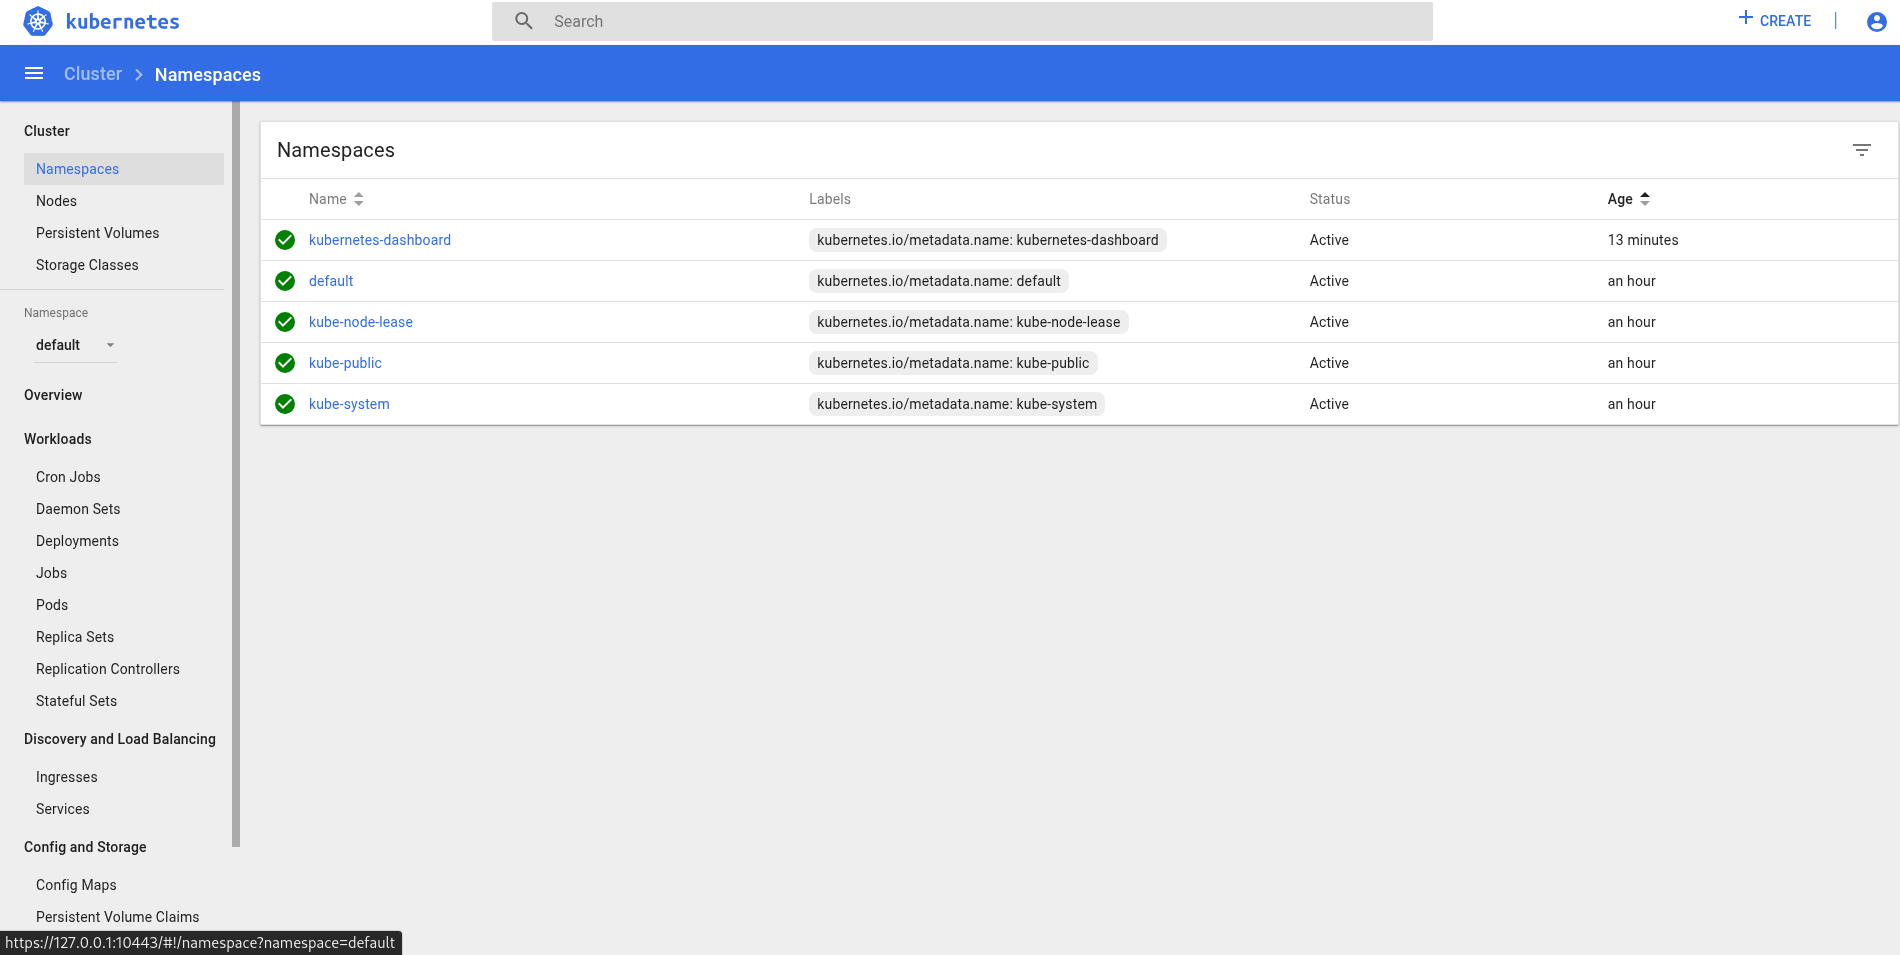 kubernetes
Search
CREATE
Cluster > Namespaces
Cluster
Namespaces
Nodes
Persistent Volumes
Storage Classes
Namespace
default
Overview
Workloads
Cron Jobs
Daemon Sets
Deployments
Jobs
Pods
Replica Sets
Replication Controllers
Stateful Sets
Discovery and Load Balancing
Ingresses
Services
Config and Storage
Config Maps
Persistent Volume Claims
Namespaces
Name Labels Status Age
kubernetes-dashboard kubernetes.io/metadata.name: kubernetes-dashboard Active 13 minutes
default kubernetes.io/metadata.name: default Active an hour
kube-node-lease kubernetes.io/metadata.name: kube-node-lease Active an hour
kube-public kubernetes.io/metadata.name: kube-public Active an hour
kube-system kubernetes.io/metadata.name: kube-system Active an hour
https://127.0.0.1:10443/#!/namespace?namespace=default